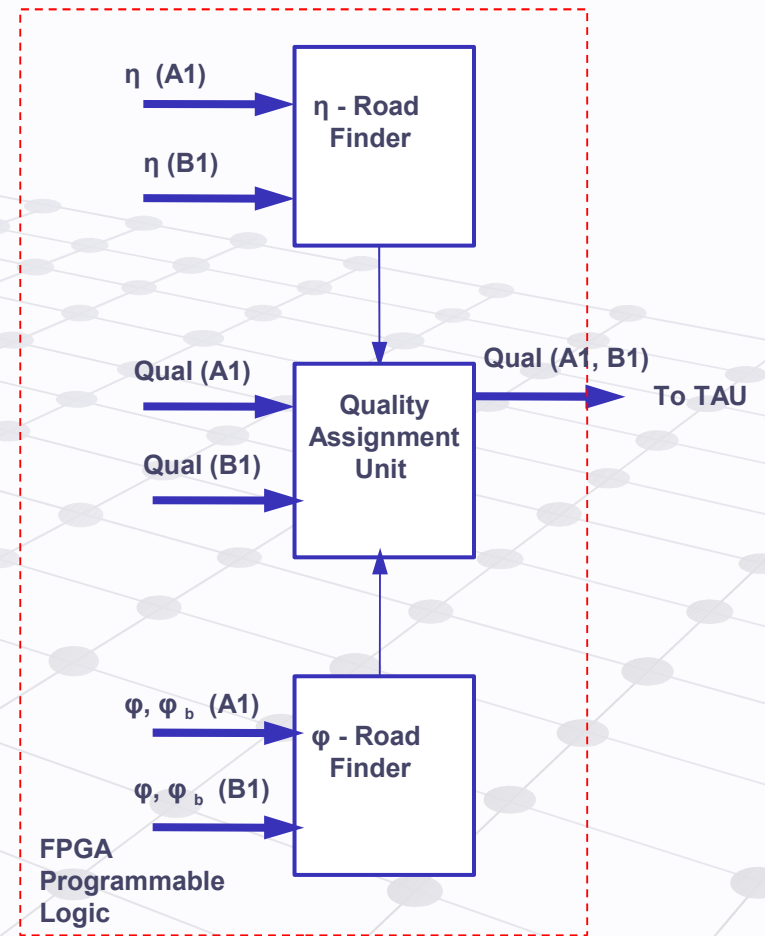 η (A1)
η - Road
Finder
η (B1)
Qual (A1)
Quality
Assignment
Unit
Qual (B1)
Qual (A1, B1)
To TAU
φ, φ b (A1)
φ - Road
Finder
φ, φ b (B1)
FPGA
Programmable
Logic